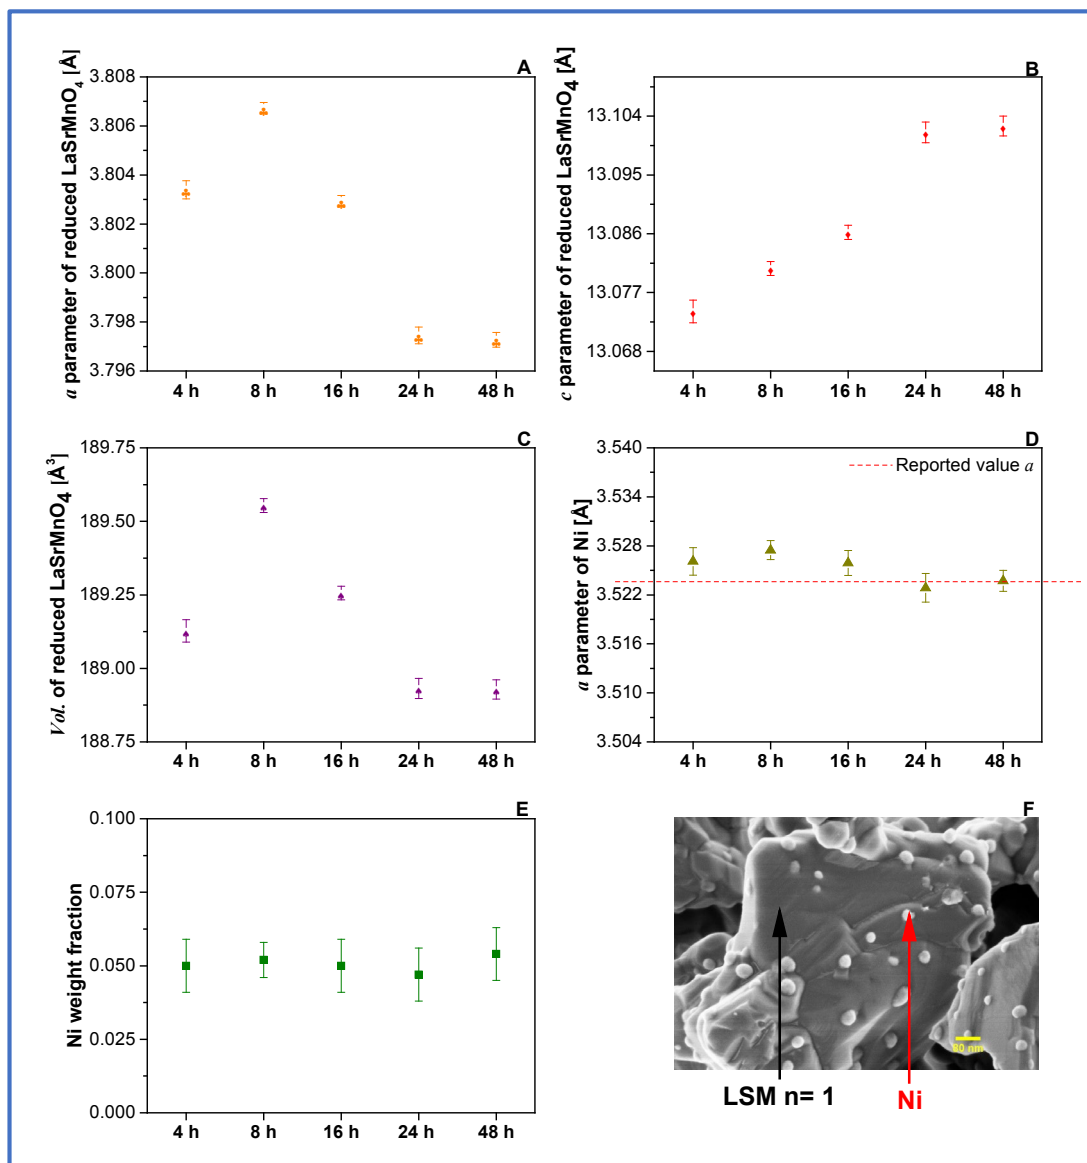 A
a parameter of reduced LaSrMnO4 [Å]
3.808
3.806
3.804
3.802
3.800
3.798
3.796
4 h 8 h 16 h 24 h 48 h
B
c parameter of reduced LaSrMnO4 [Å]
13.104
13.095
13.086
13.077
13.068
4 h 8 h 16 h 24 h 48 h
C
Vol. of reduced LaSrMnO4 [Å3]
189.75
189.50
189.25
189.00
188.75
4 h 8 h 16 h 24 h 48 h
D
a parameter of Ni [Å]
3.540
3.534
3.528
3.522
3.516
3.510
3.504
Reported value a
4 h 8 h 16 h 24 h 48 h
E
Ni weight fraction
0.100
0.075
0.050
0.025
0.000
4 h 8 h 16 h 24 h 48 h
F
80 nm
LSM n= 1
Ni